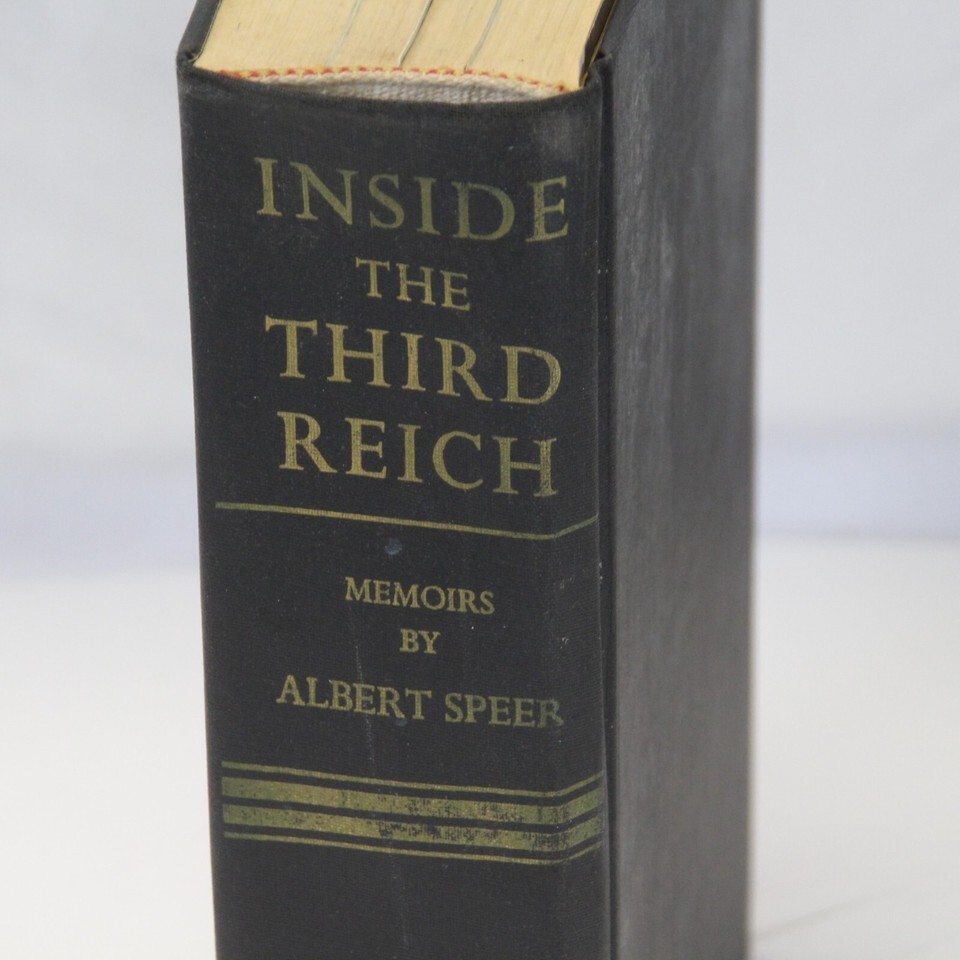 INSIDE
THE
THIRD
REICH
MEMOIRS
BY
ALBERT SPEER